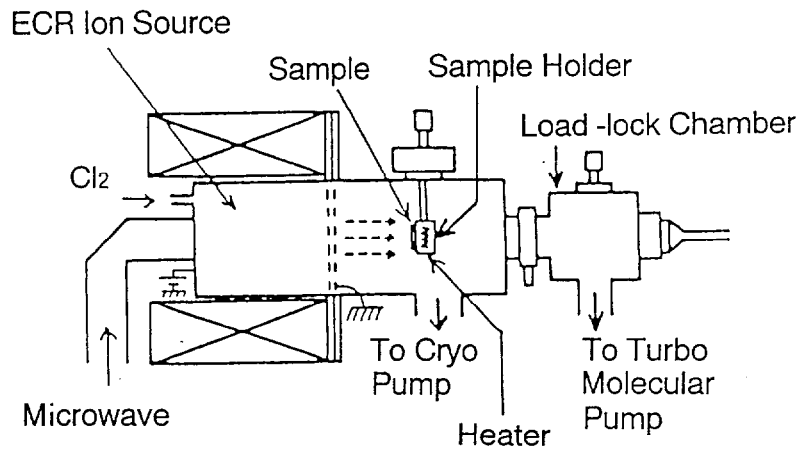 ECR Ion Source
Sample
Sample Holder
Load -lock Chamber
Cl2
To Cryo
Pump
To Turbo
Molecular
Pump
Microwave
Heater